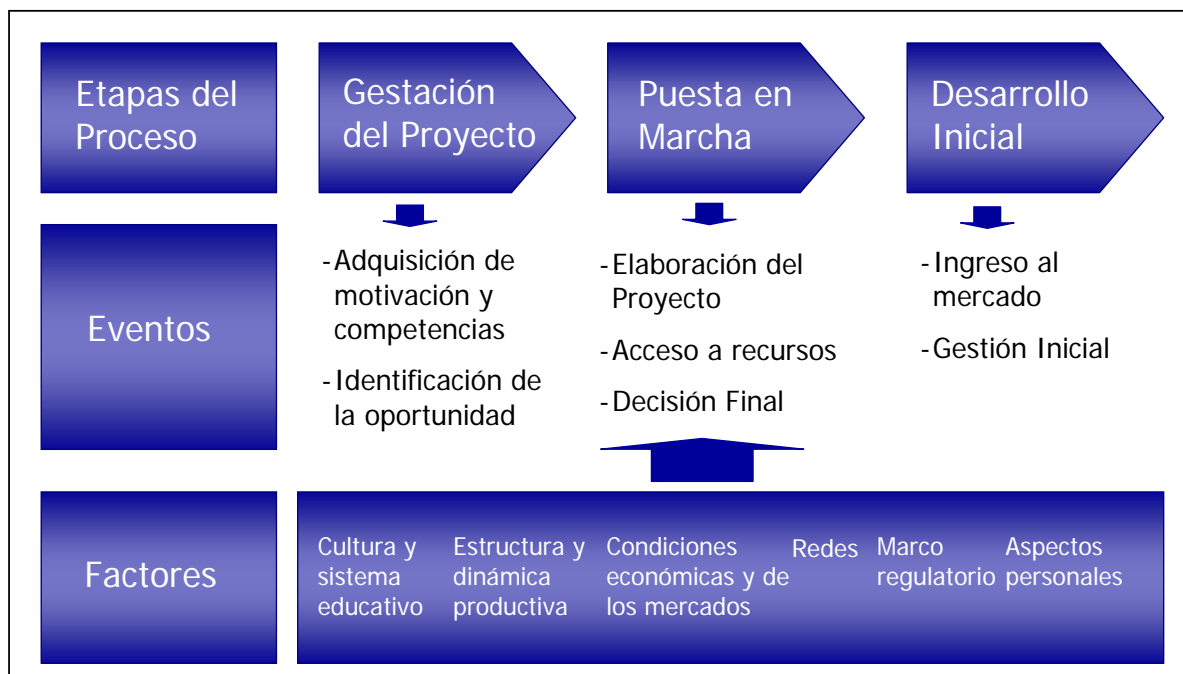 Etapas del
Proceso
Gestación
del Proyecto
Puesta en
Marcha
Desarrollo
Inicial
Eventos
-Adquisición de
motivación y
competencias
-Identificación de
la oportunidad
-Elaboración del
Proyecto
-Acceso a recursos
-Decisión Final
-Ingreso al
mercado
-Gestión Inicial
Factores
Cultura y
sistema
educativo
Estructura y
dinámica
productiva
Condiciones
económicas y de
los mercados
Redes
Marco
regulatorio
Aspectos
personales